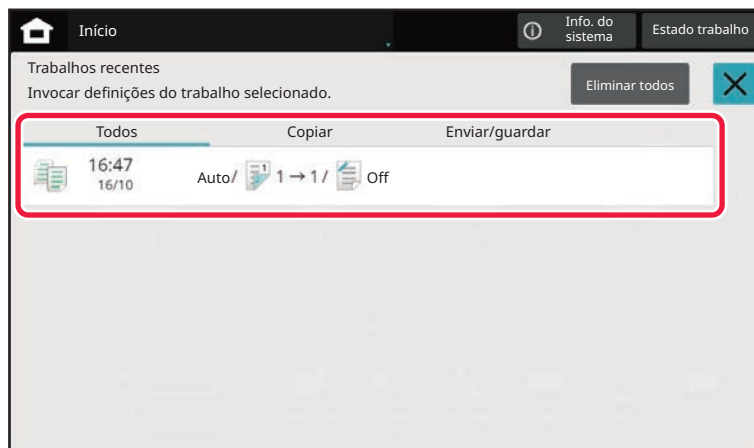 Início
Info. do
sistema
Estado trabalho
Trabalhos recentes
Invocar definições do trabalho selecionado.
Eliminar todos
Todos Copiar Enviar/guardar
16:47
16/10
Auto/ 1 1→1/ Off